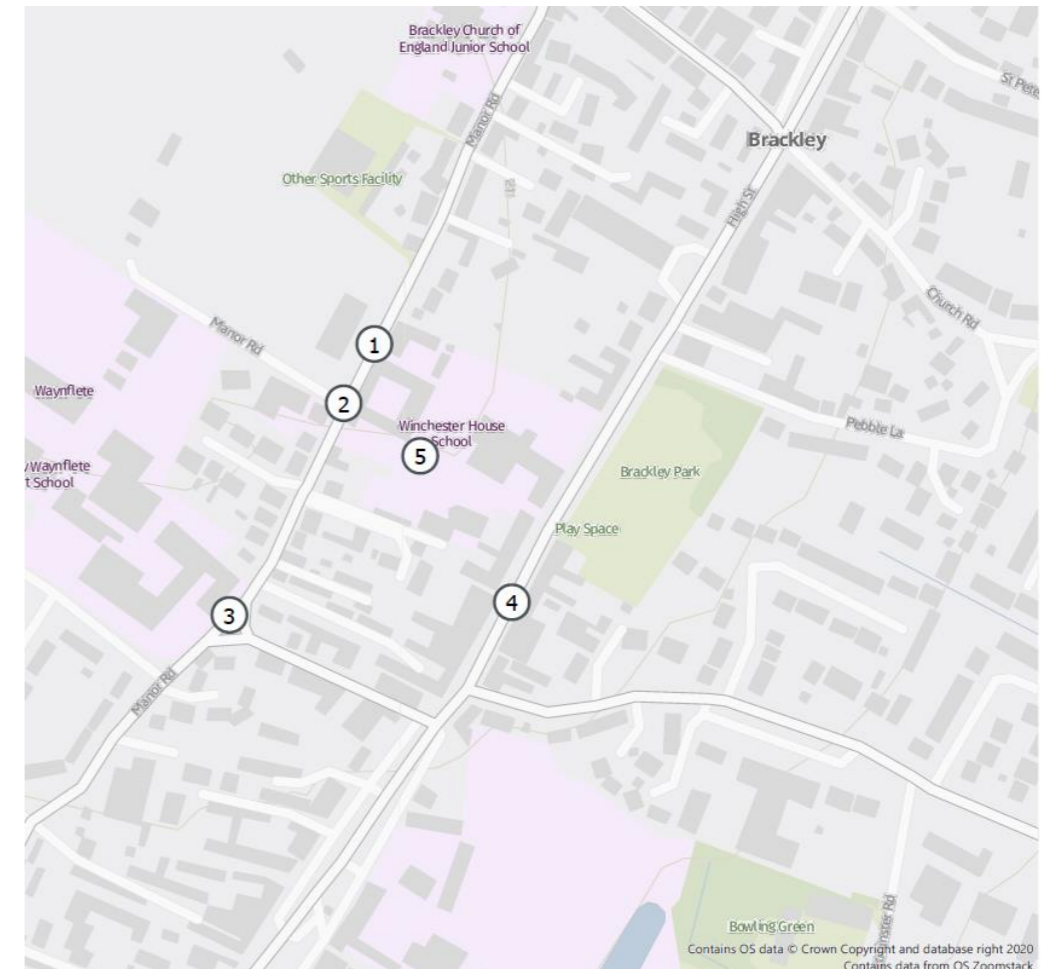 Brackley Church of
England Junior School
St Pete
Manor Rd
Brackley
Other Sports Facility
High St
Church Rd
Manor Rd
1
Waynflete
2
Winchester House
School
Pebble La
5
Waynflete
t School
Brackley Park
Play Space
4
3
Manor Rd
Bowling Green
minster Rd
Contains OS data © Crown Copyright and database right 2020
Contains data from OS Zoomstack